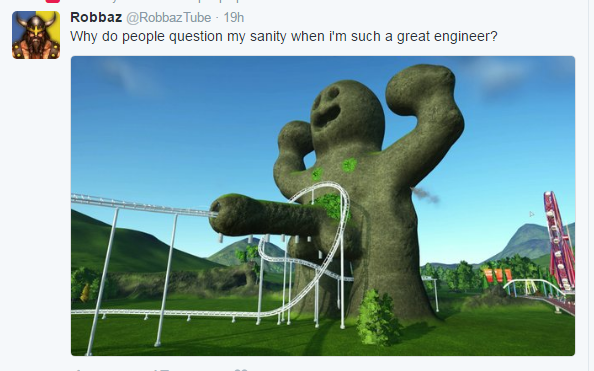 Robbaz @RobbazTube · 19h
Why do people question my sanity when i'm such a great engineer?